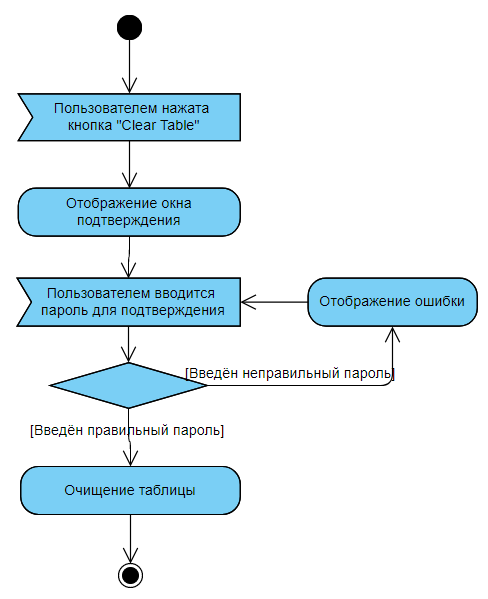 Пользователем нажата
кнопка "Clear Table"
Отображение окна
подтверждения
Пользователем вводится
пароль для подтверждения
Отображение ошибки
[Введён неправильный пароль]
[Введён правильный пароль]
Очищение таблицы